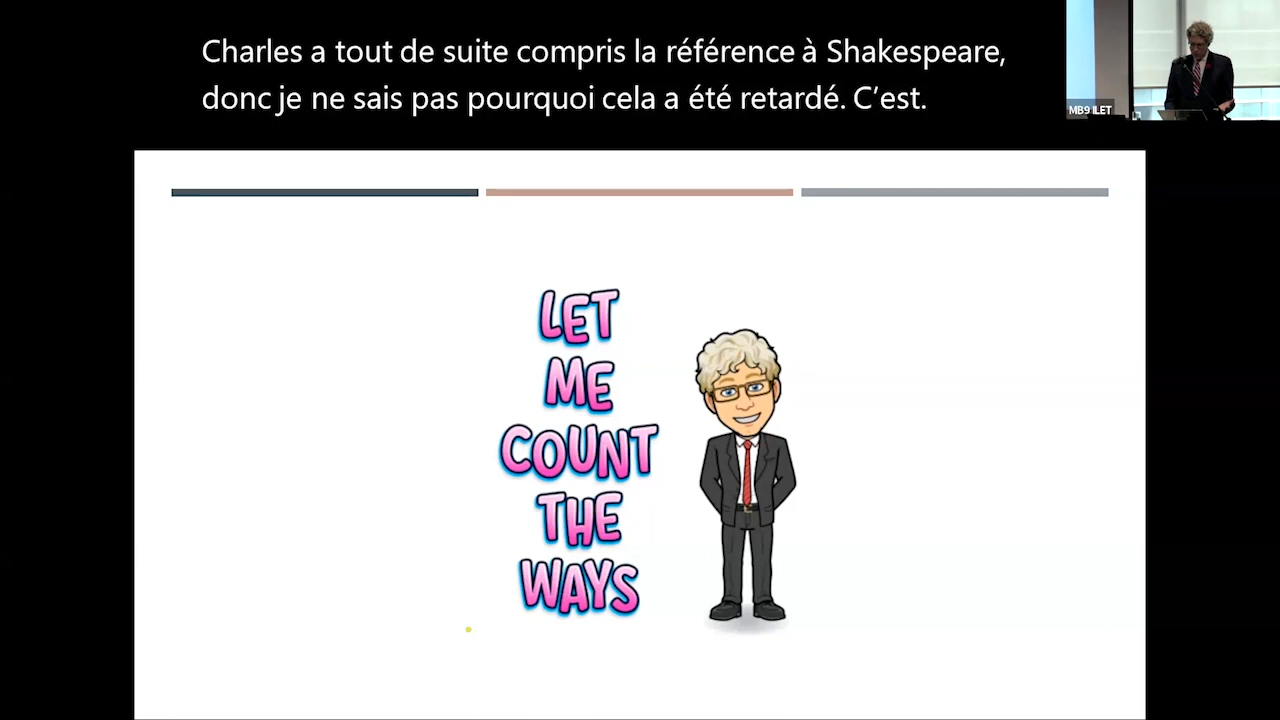 Charles a tout de suite compris la référence à Shakespeare,
donc je ne sais pas pourquoi cela a été retardé. C’est.
MB9 ILET
LET
ME
COUNT
THE
WAYS